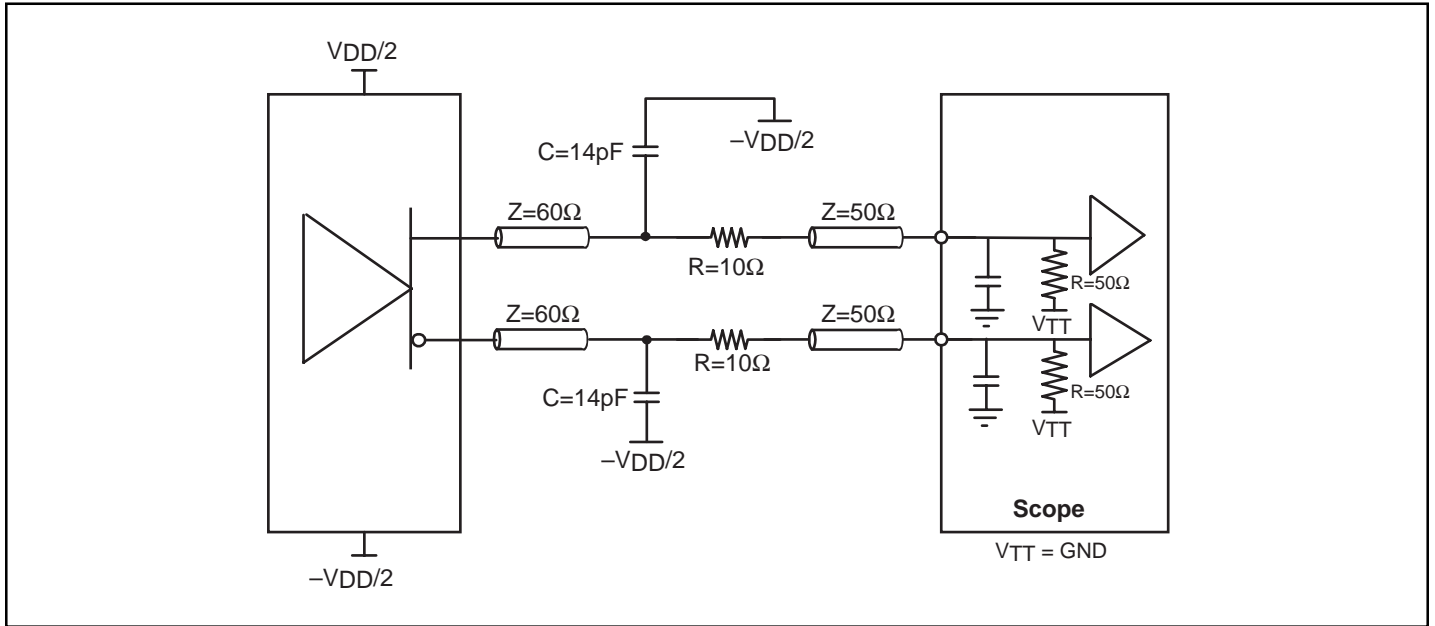 VDD/2
C=14pF
–VDD/2
Z=60Ω
Z=50Ω
R=10Ω
R=50Ω
VTT
Z=60Ω
Z=50Ω
R=10Ω
R=50Ω
C=14pF
VTT
–VDD/2
Scope
VTT = GND
–VDD/2